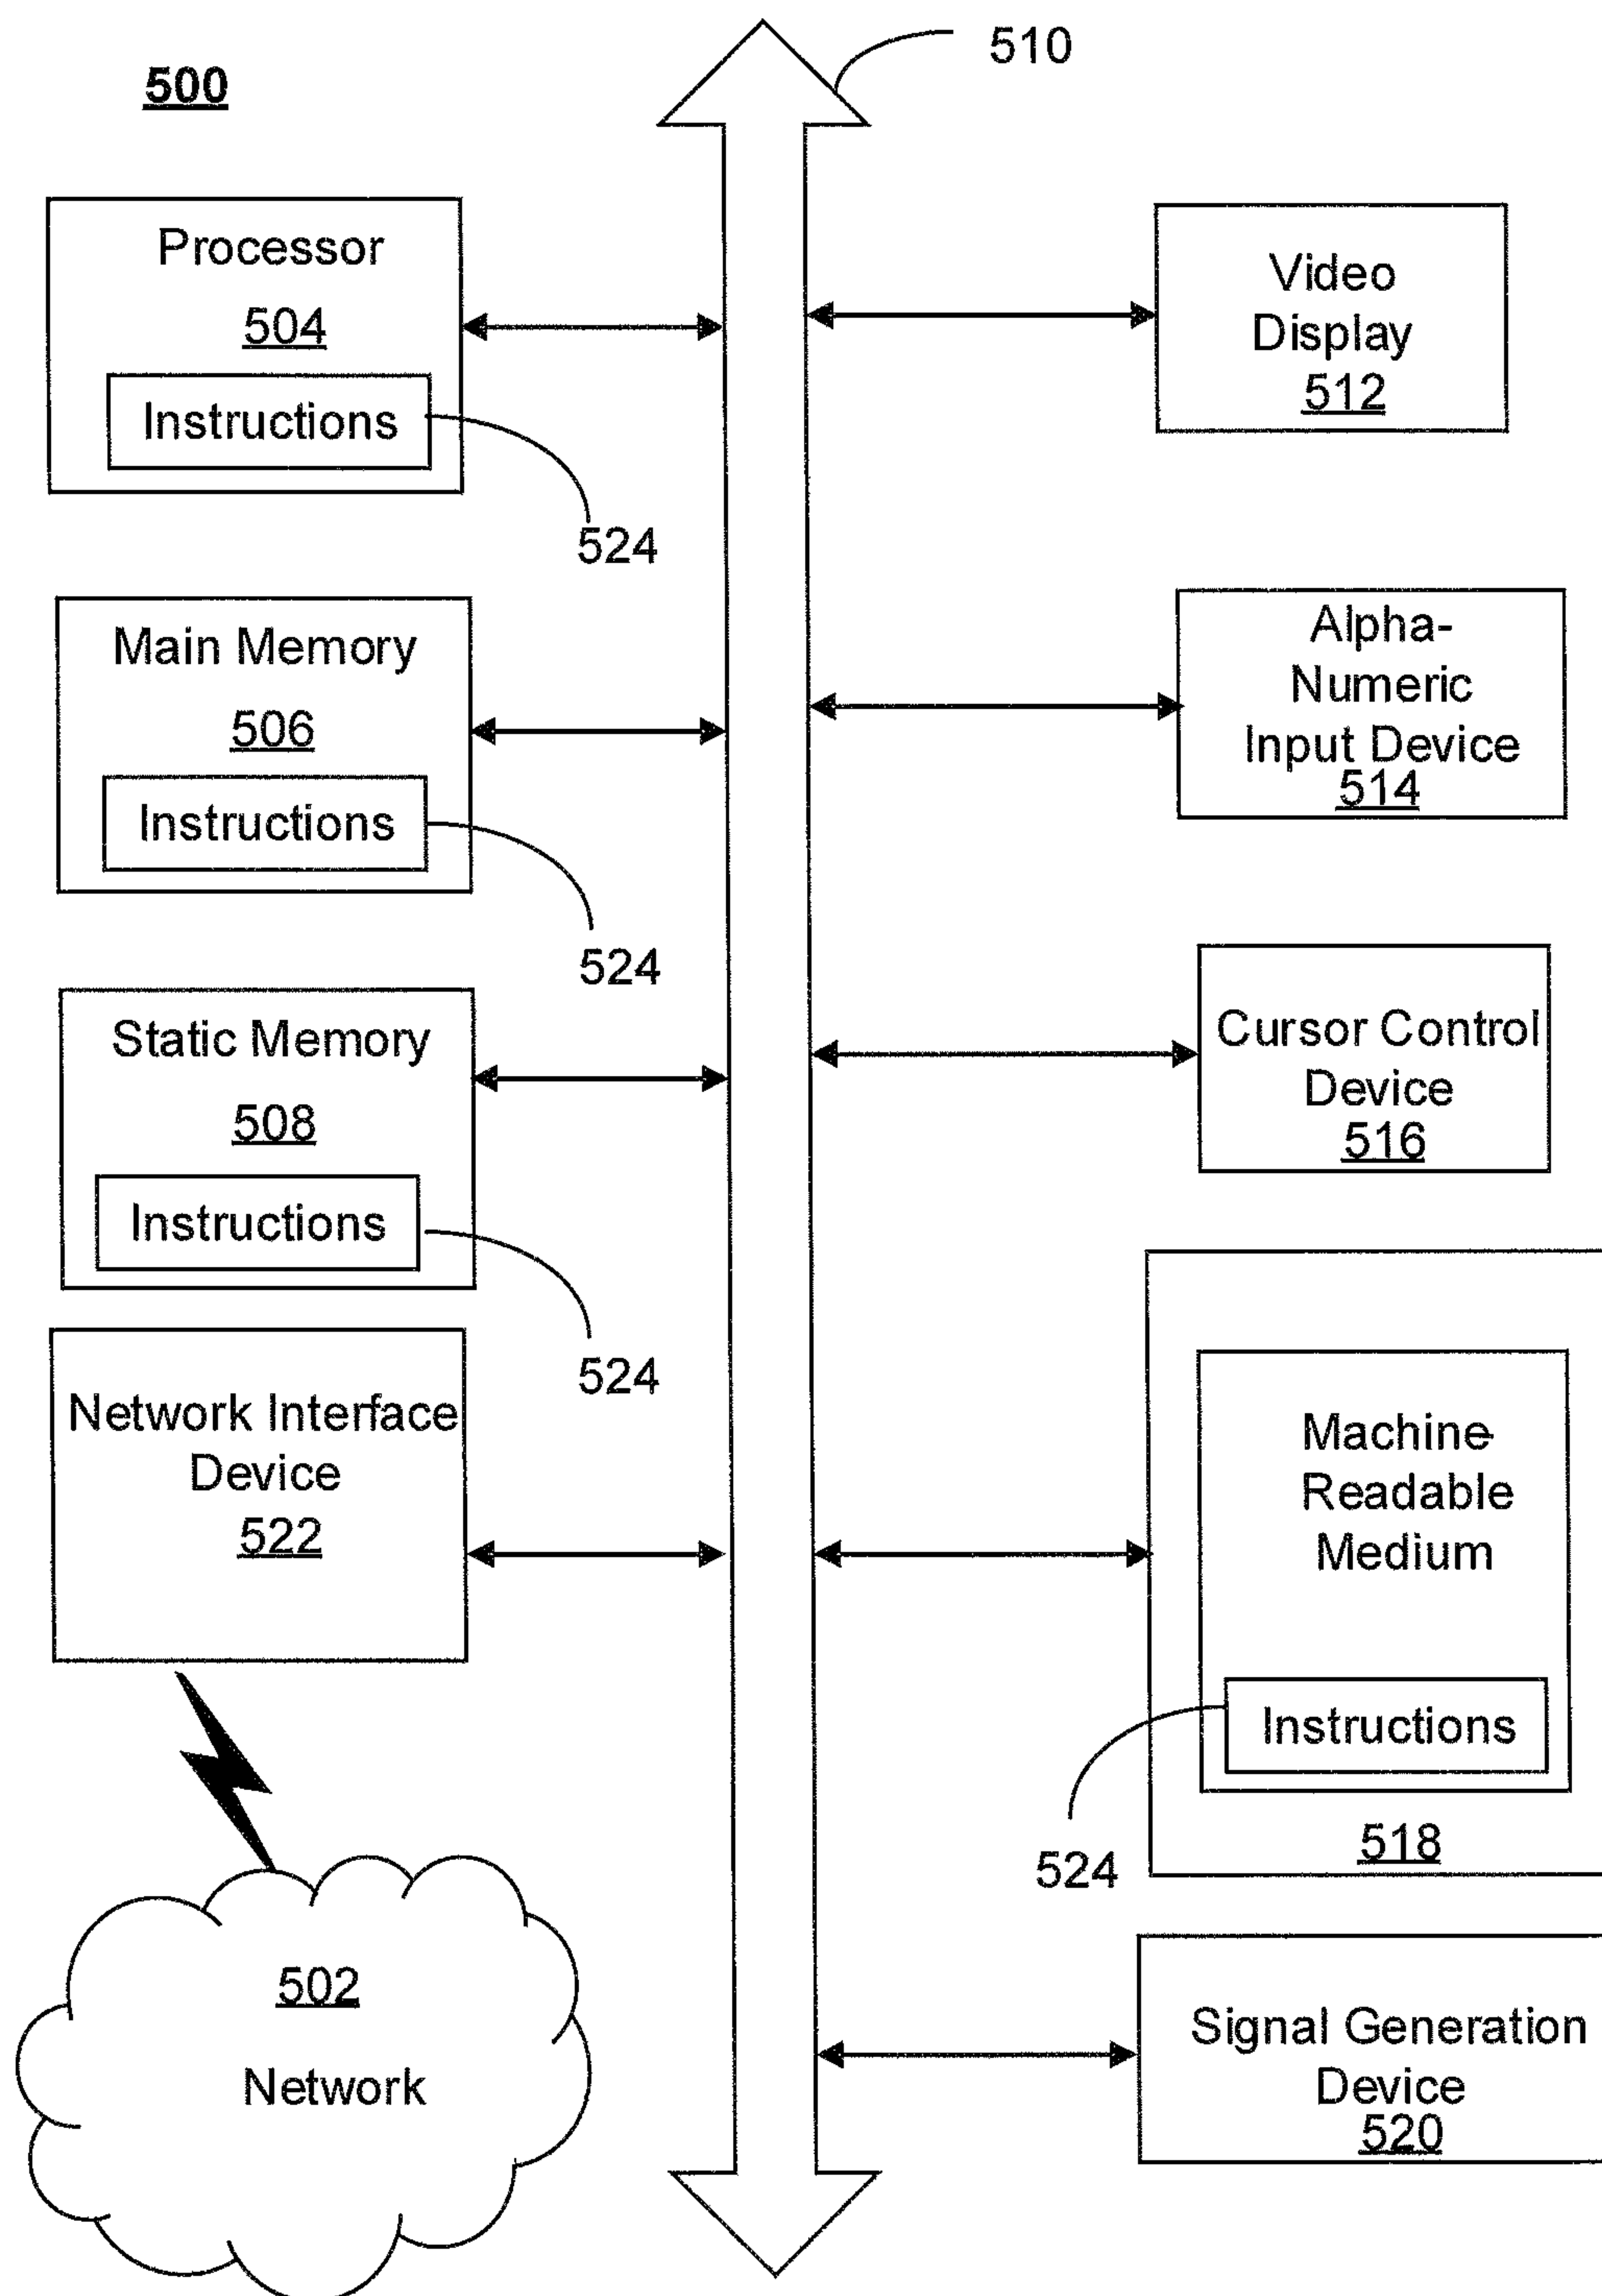 500
510
Processor
504
Instructions
524
Main Memory
506
Instructions
524
Static Memory
508
Instructions
524
Network Interface
Device
522
502
Network
Video
Display
512
Alpha-
Numeric
Input Device
514
Cursor Control
Device
516
Machine-
Readable
Medium
Instructions
524
518
Signal Generation
Device
520